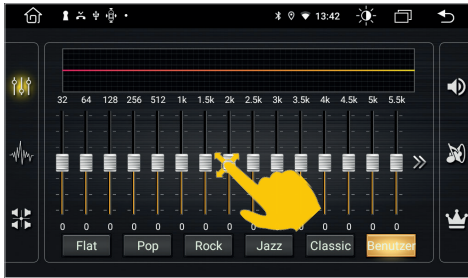 13:42
32 64 128 256 512 1k 1.5k 2k 2.5k 3k 3.5k 4k 4.5k 5k 5.5k
0 0 0 0 0 0 0 0 0 0 0 0 0 0
Flat Pop Rock Jazz Classic Benutzer